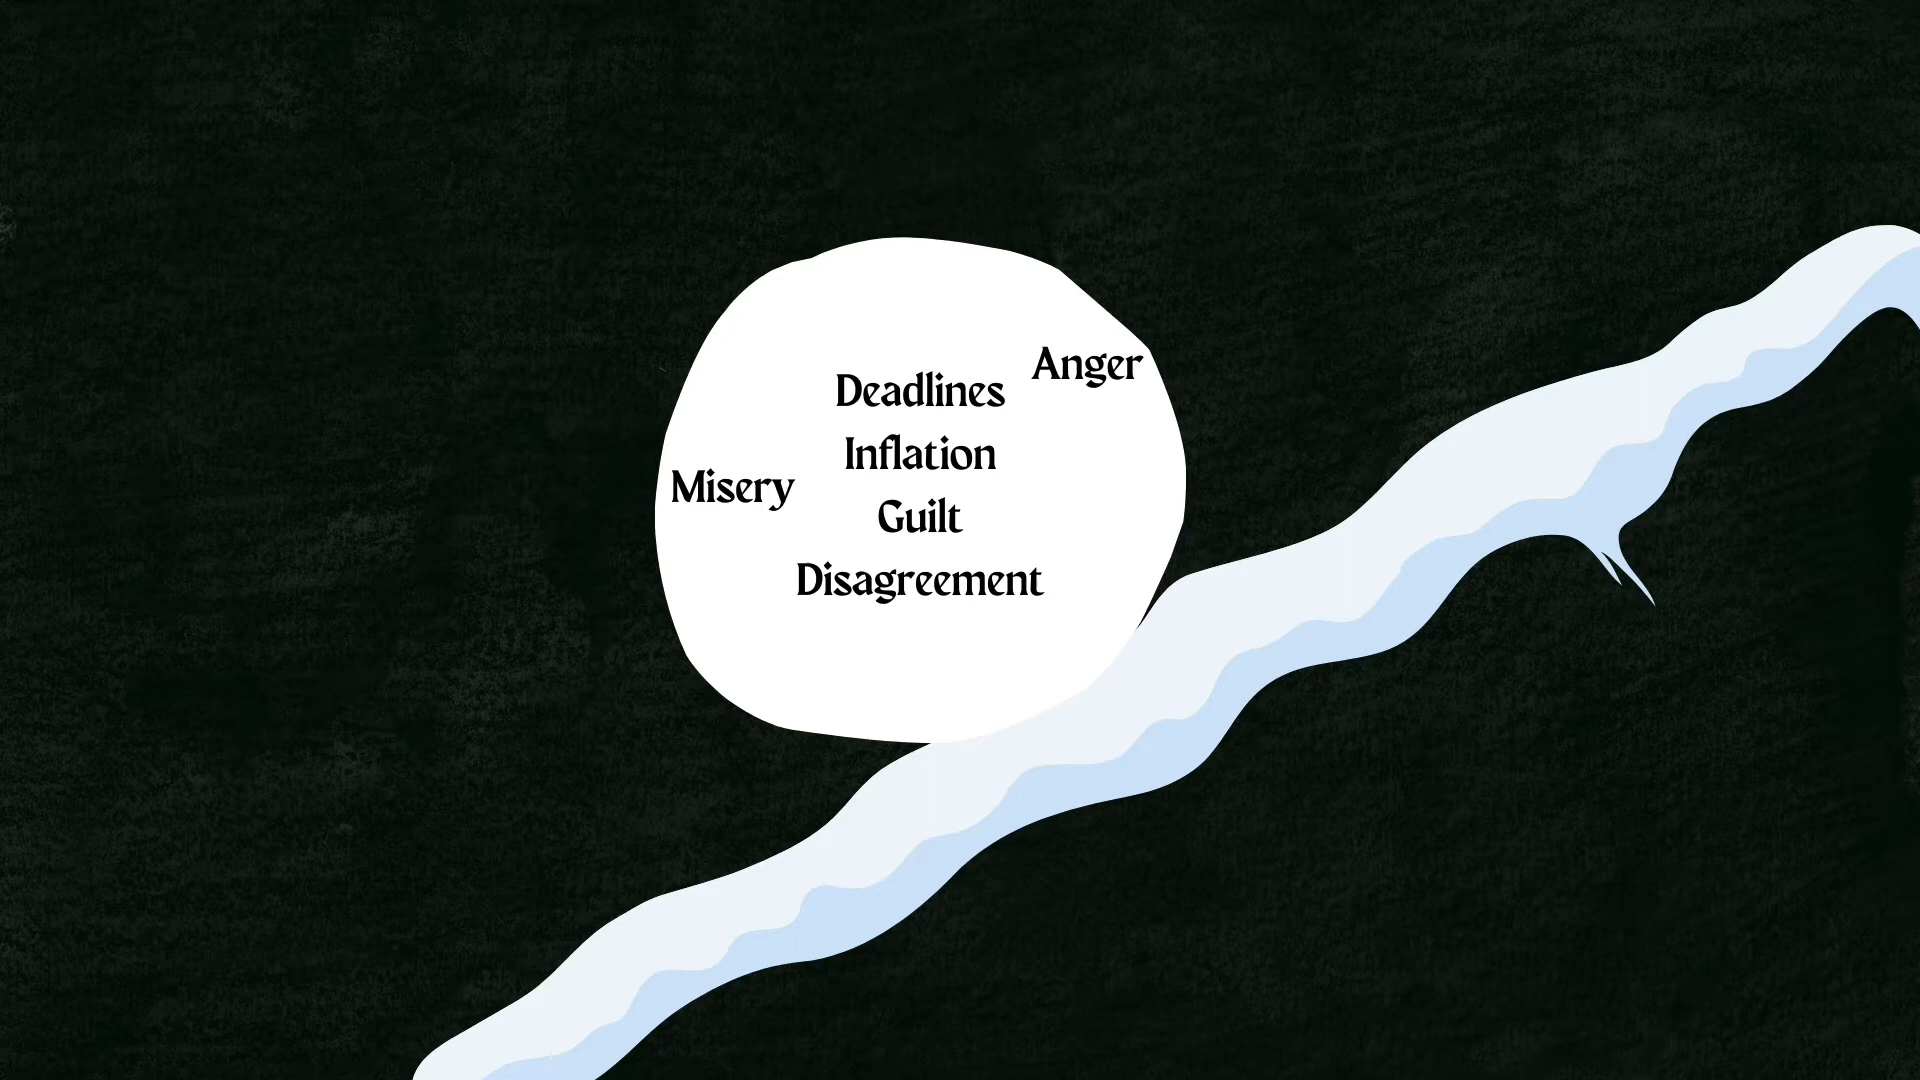 Anger
Deadlines
Inflation
Misery
Guilt
Disagreement